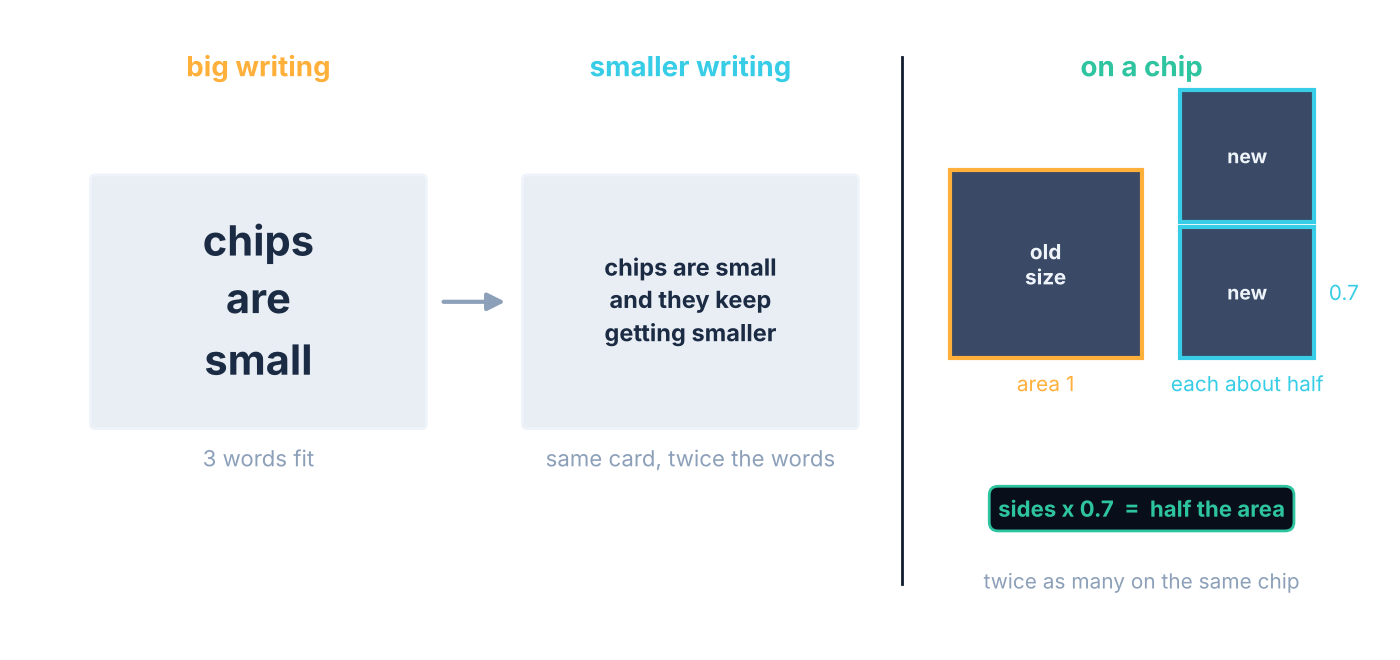 big writing
chips
are
small
3 words fit
smaller writing
chips are small
and they keep
getting smaller
same card, twice the words
on a chip
old
size
area 1
new
new
0.7
each about half
sides x 0.7 = half the area
twice as many on the same chip